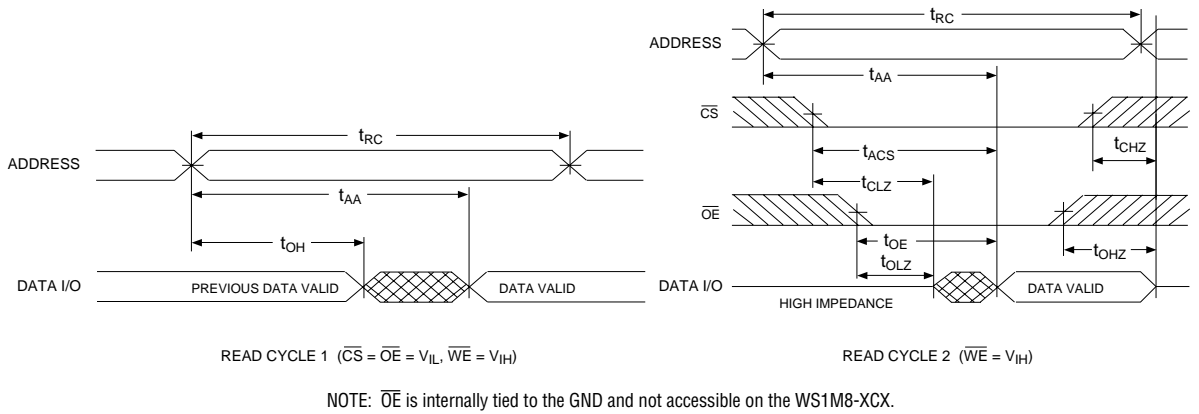 tRC
ADDRESS
tAA
CS
tACS
tCHZ
tCLZ
OE
tOE
tOHZ
tOLZ
DATA I/O
HIGH IMPEDANCE
DATA VALID
READ CYCLE 2 (WE = VIH)
tRC
ADDRESS
tAA
tOH
DATA I/O
PREVIOUS DATA VALID
DATA VALID
READ CYCLE 1 (CS = OE = VIL, WE = VIH)
NOTE: OE is internally tied to the GND and not accessible on the WS1M8-XCX.